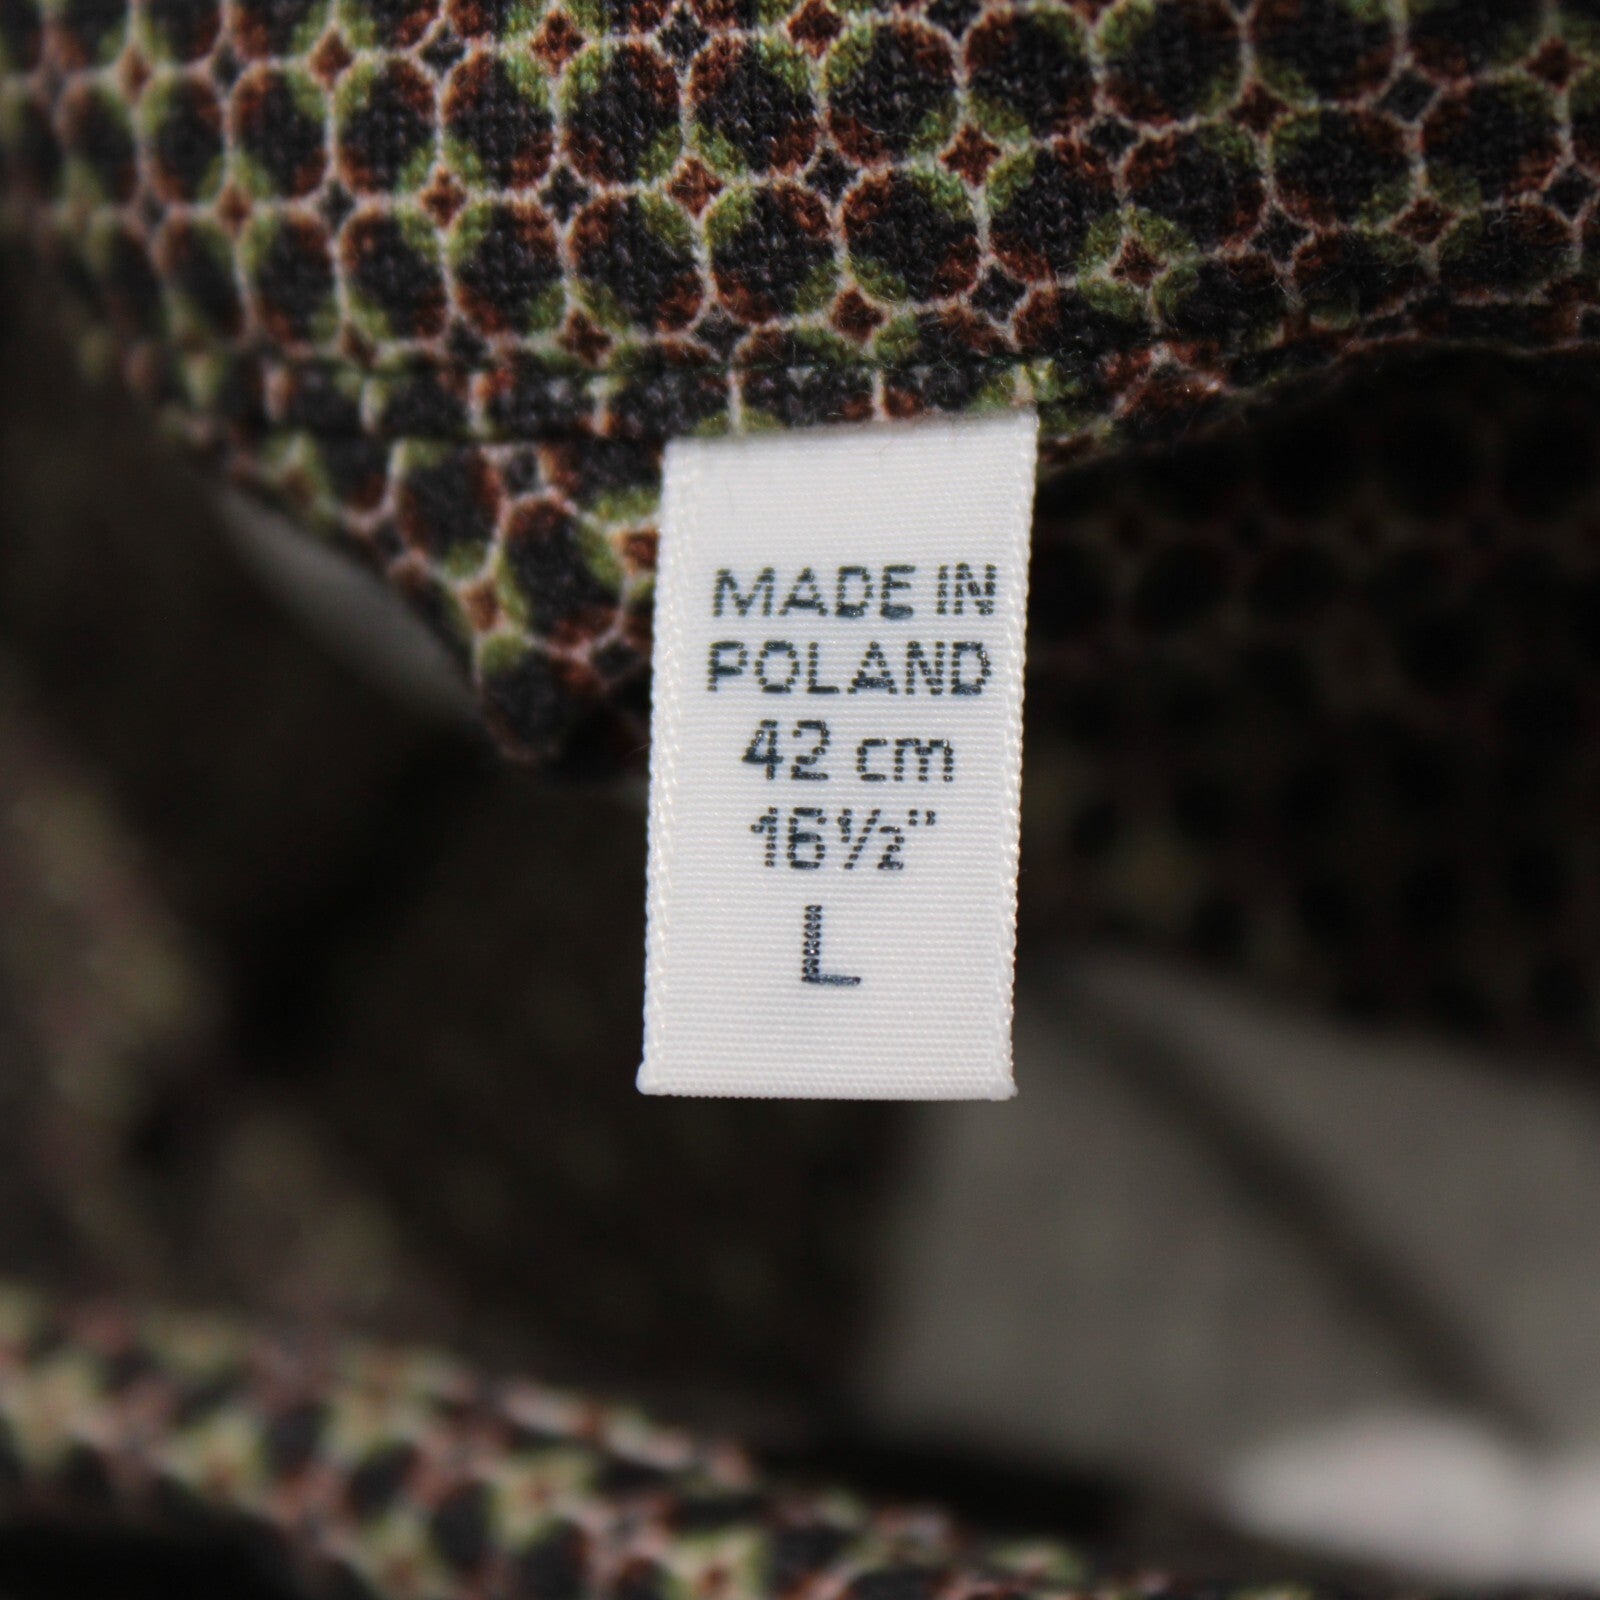 MADE IN
POLAND
42 cm
16½"
L